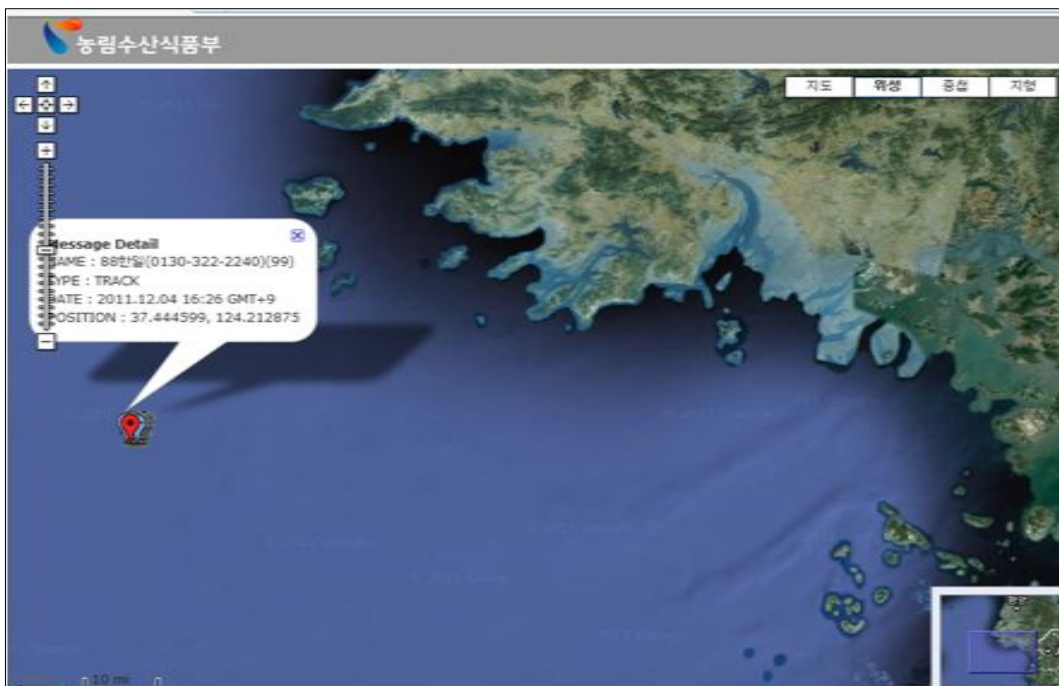 농림수산식품부
지도 위성 중첩 지형
Message Detail
NAME : 88한일(0130-322-2240)(99)
TYPE : TRACK
DATE : 2011.12.04 16:26 GMT+9
POSITION : 37.444599, 124.212875
10 mi